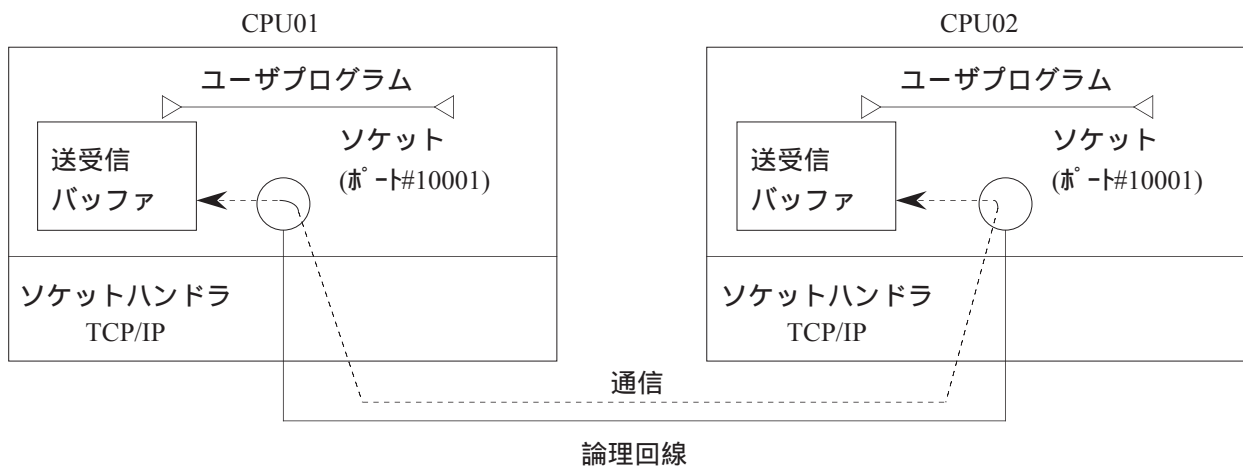 CPU01
ユーザプログラム
送受信
バッファ
ソケット
(ﾎﾟｰﾄ#10001)
ソケットハンドラ
TCP/IP
CPU02
ユーザプログラム
送受信
バッファ
ソケット
(ﾎﾟｰﾄ#10001)
ソケットハンドラ
TCP/IP
通信
論理回線